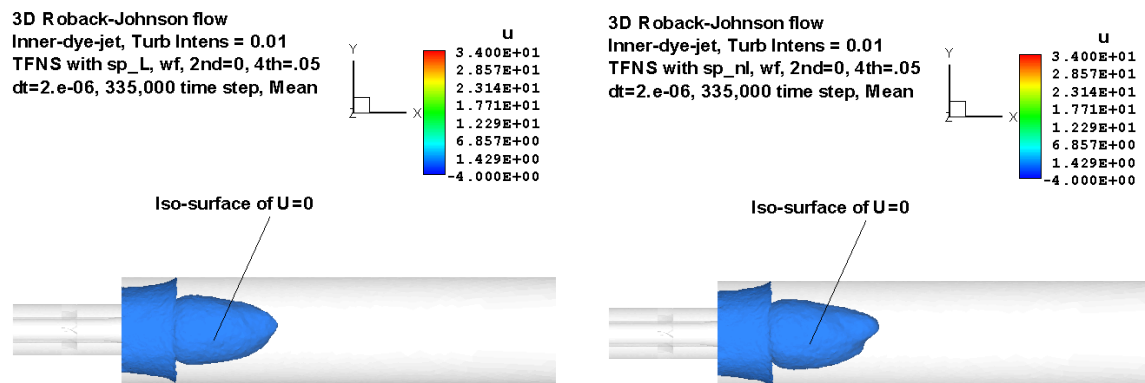 3D Roback-Johnson flow
Inner-dye-jet, Turb Intens = 0.01
TFNS with sp_L, wf, 2nd=0, 4th=.05
dt=2.e-06, 335,000 time step, Mean
Y
Z
X
u
3.400E+01
2.857E+01
2.314E+01
1.771E+01
1.229E+01
6.857E+00
1.429E+00
-4.000E+00
Iso-surface of U=0
3D Roback-Johnson flow
Inner-dye-jet, Turb Intens = 0.01
TFNS with sp_nl, wf, 2nd=0, 4th=.05
dt=2.e-06, 335,000 time step, Mean
Y
Z
X
u
3.400E+01
2.857E+01
2.314E+01
1.771E+01
1.229E+01
6.857E+00
1.429E+00
-4.000E+00
Iso-surface of U=0